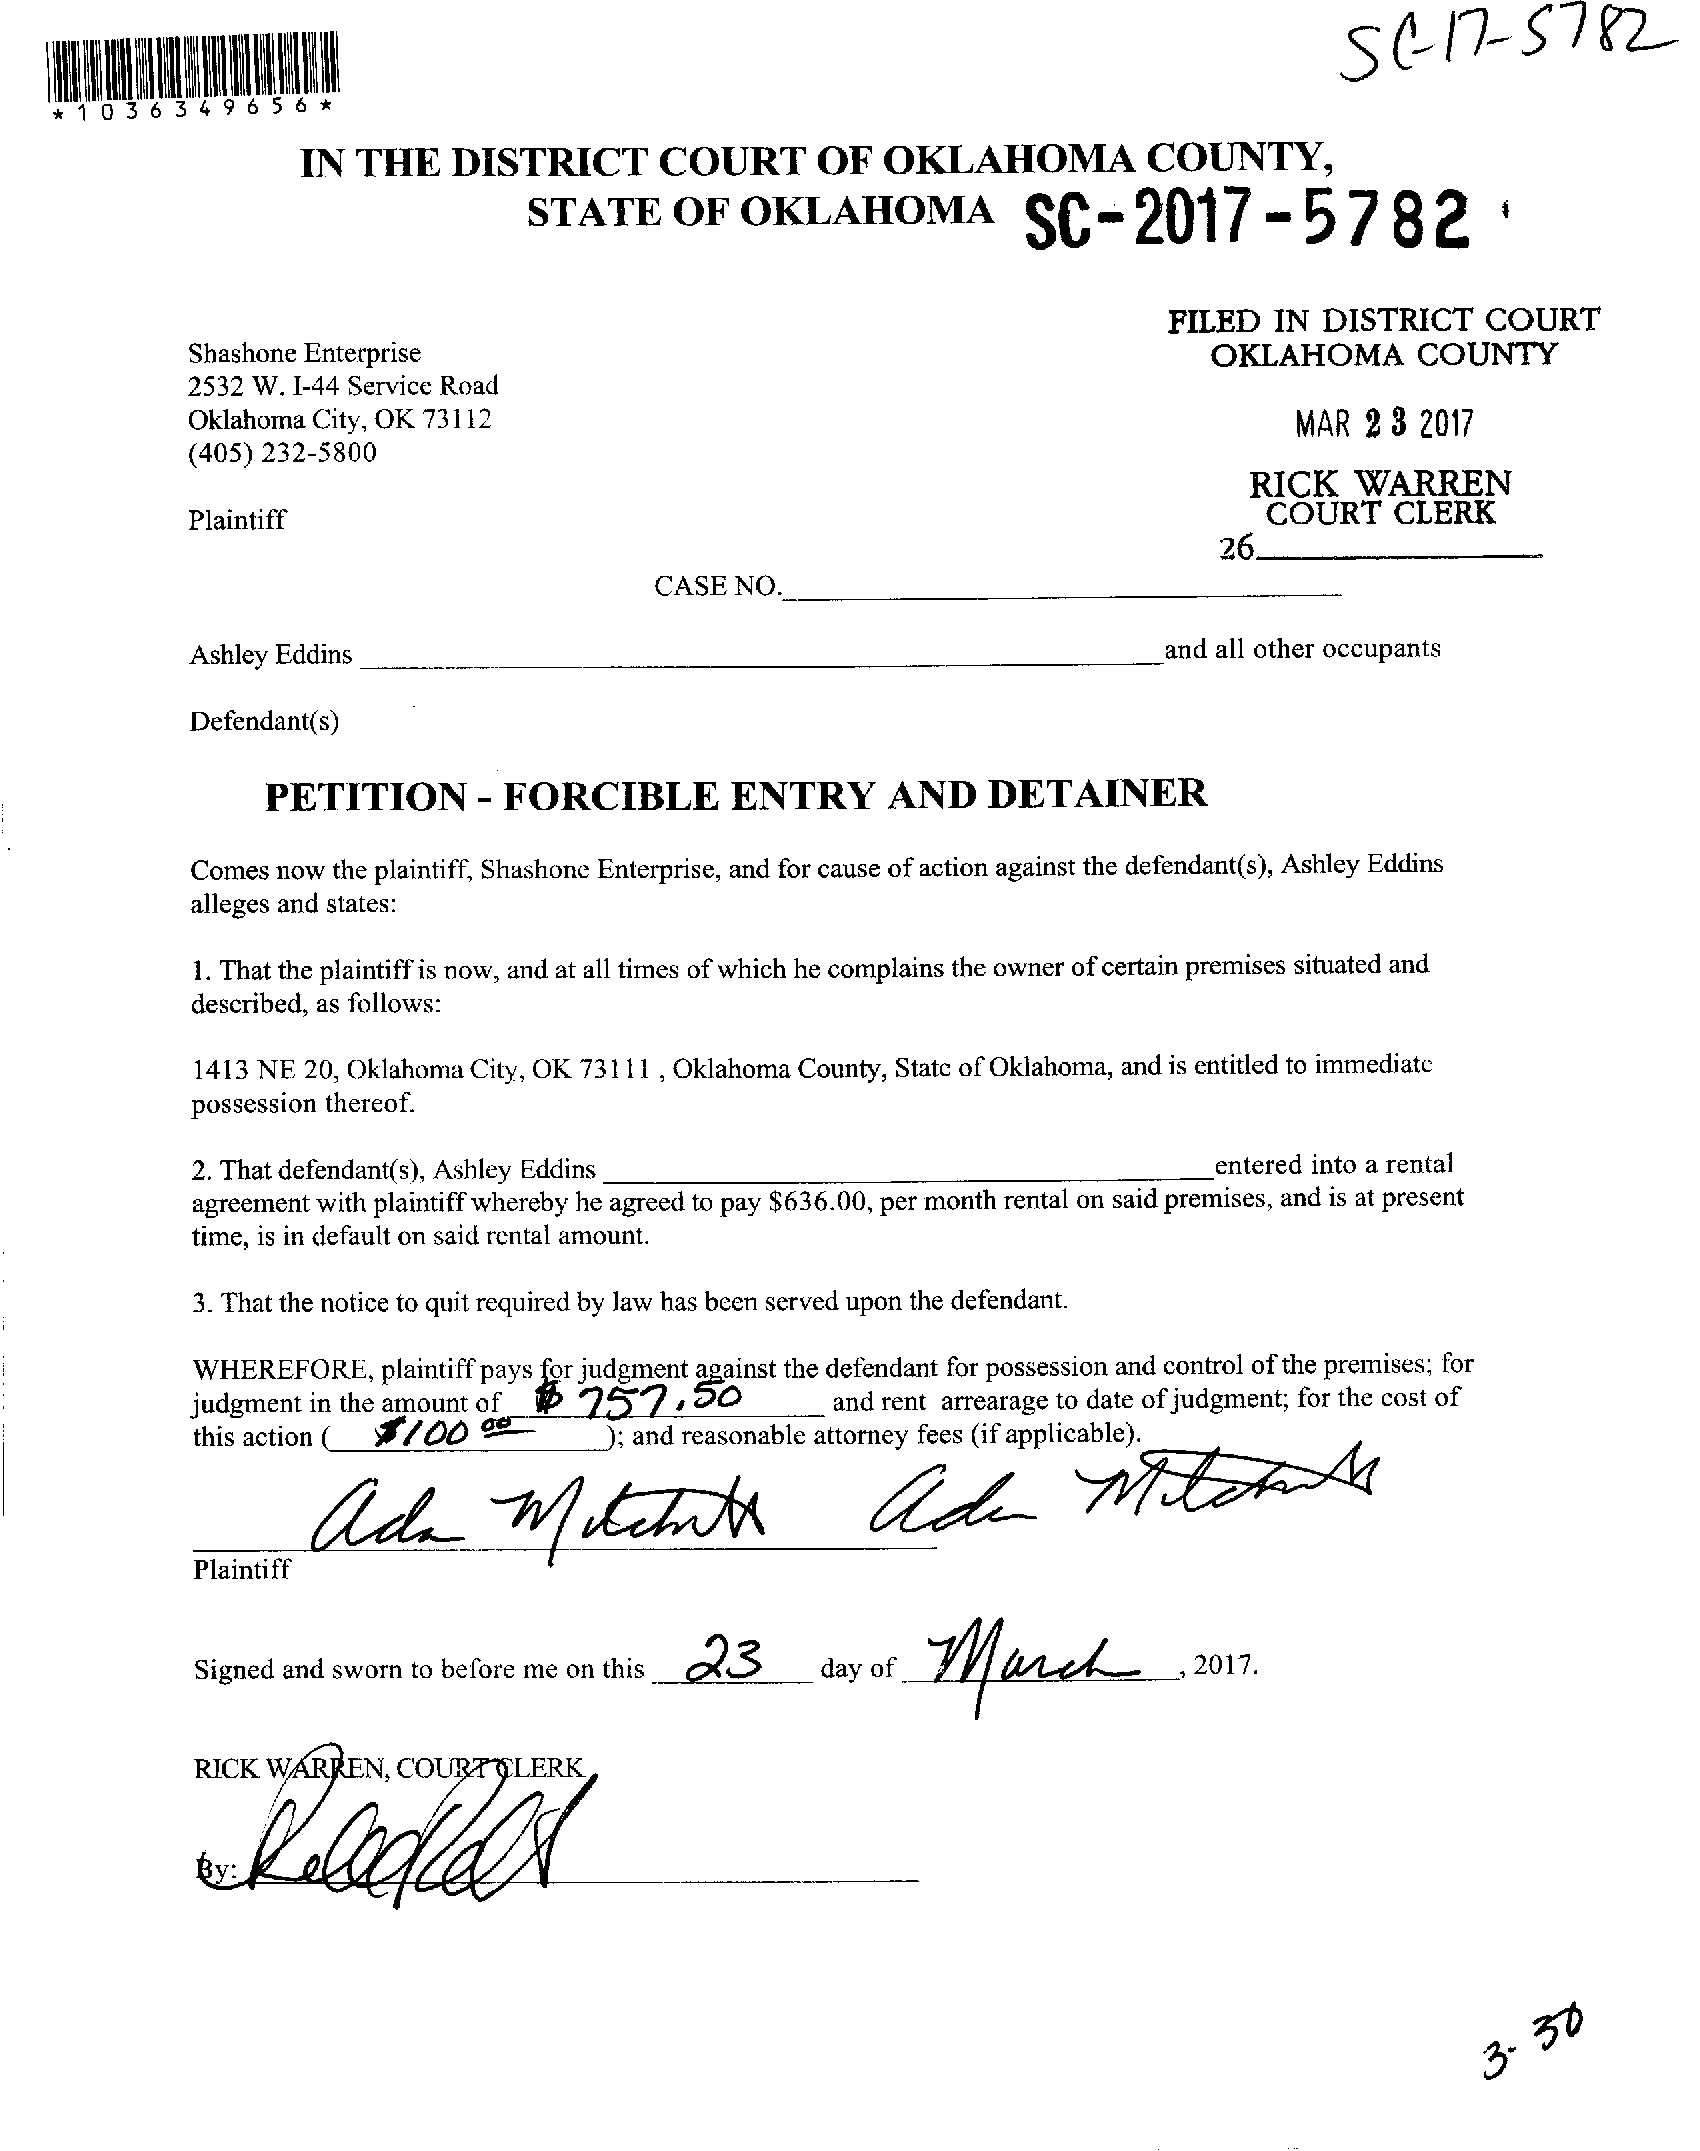 SC-17-5782
*1036349656*
IN THE DISTRICT COURT OF OKLAHOMA COUNTY,
STATE OF OKLAHOMA SC-2017-5782
FILED IN DISTRICT COURT
OKLAHOMA COUNTY
MAR 23 2017
RICK WARREN
COURT CLERK
26
Shashone Enterprise
2532 W. I-44 Service Road
Oklahoma City, OK 73112
(405) 232-5800
Plaintiff
CASE NO.
Ashley Eddins and all other occupants
Defendant(s)
PETITION - FORCIBLE ENTRY AND DETAINER
Comes now the plaintiff, Shashone Enterprise, and for cause of action against the defendant(s), Ashley Eddins
alleges and states:
1. That the plaintiff is now, and at all times of which he complains the owner of certain premises situated and
described, as follows:
1413 NE 20, Oklahoma City, OK 73111 , Oklahoma County, State of Oklahoma, and is entitled to immediate
possession thereof.
2. That defendant(s), Ashley Eddins entered into a rental
agreement with plaintiff whereby he agreed to pay $636.00, per month rental on said premises, and is at present
time, is in default on said rental amount.
3. That the notice to quit required by law has been served upon the defendant.
WHEREFORE, plaintiff pays for judgment against the defendant for possession and control of the premises; for
judgment in the amount of $757.50 and rent arrearage to date of judgment; for the cost of
this action ( $100 00 ); and reasonable attorney fees (if applicable).
Plaintiff
Signed and sworn to before me on this 23 day of March, 2017.
RICK WARREN, COURT CLERK
By:
3-30